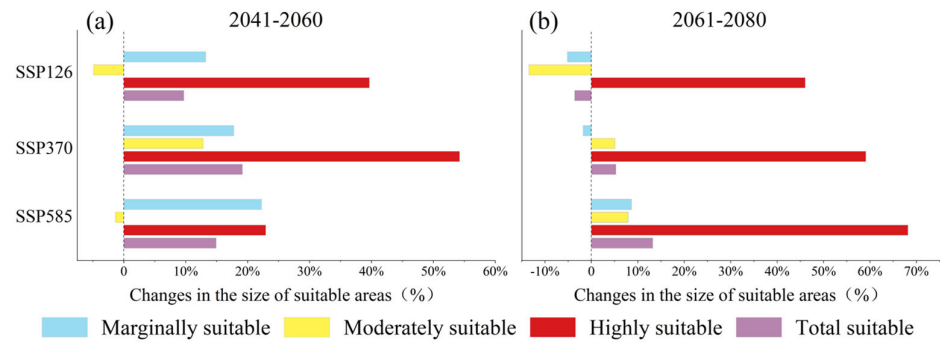 (a) 2041-2060
(b) 2061-2080
SSP126
SSP370
SSP585
0 10% 20% 30% 40% 50% 60%
-10% 0 10% 20% 30% 40% 50% 60% 70%
Changes in the size of suitable areas（%）
Changes in the size of suitable areas（%）
Marginally suitable Moderately suitable Highly suitable Total suitable